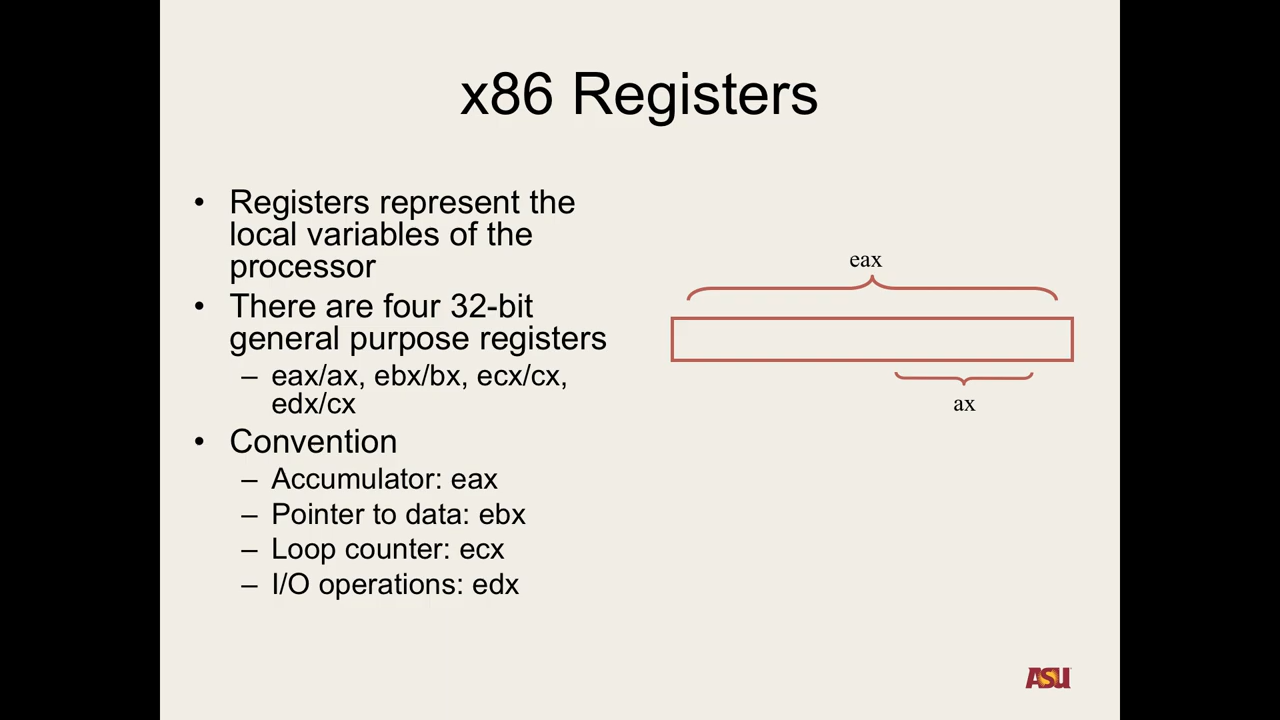 x86 Registers
• Registers represent the
local variables of the
processor
• There are four 32-bit
general purpose registers
– eax/ax, ebx/bx, ecx/cx,
edx/cx
• Convention
– Accumulator: eax
– Pointer to data: ebx
– Loop counter: ecx
– I/O operations: edx
eax
ax
ASU